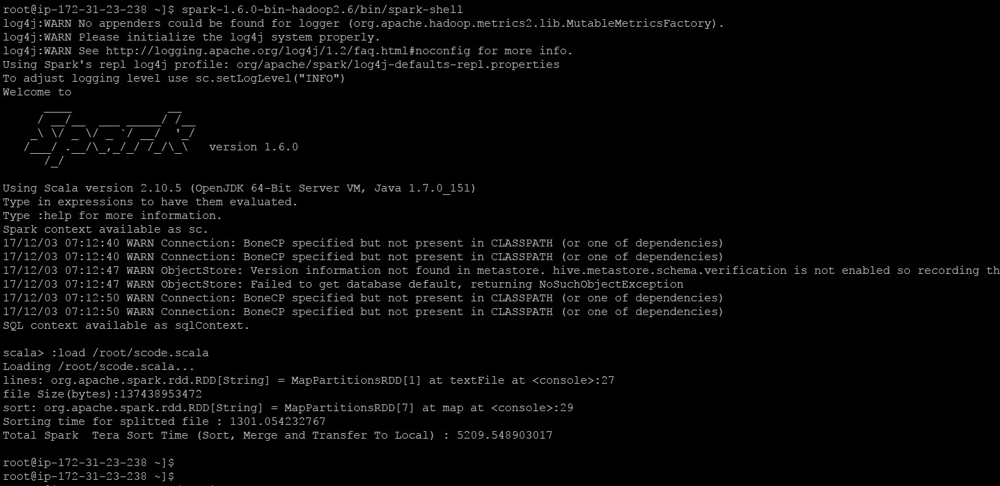 root@ip-172-31-23-238 ~]$ spark-1.6.0-bin-hadoop2.6/bin/spark-shell
log4j:WARN No appenders could be found for logger (org.apache.hadoop.metrics2.lib.MutableMetricsFactory).
log4j:WARN Please initialize the log4j system properly.
log4j:WARN See http://logging.apache.org/log4j/1.2/faq.html#noconfig for more info.
Using Spark's repl log4j profile: org/apache/spark/log4j-defaults-repl.properties
To adjust logging level use sc.setLogLevel("INFO")
Welcome to
      ____              __
     / __/__  ___ _____/ /__
    _\ \/ _ \/ _ `/ __/  '_/
   /___/ .__/\_,_/_/ /_/\_\   version 1.6.0
      /_/
Using Scala version 2.10.5 (OpenJDK 64-Bit Server VM, Java 1.7.0_151)
Type in expressions to have them evaluated.
Type :help for more information.
Spark context available as sc.
17/12/03 07:12:40 WARN Connection: BoneCP specified but not present in CLASSPATH (or one of dependencies)
17/12/03 07:12:40 WARN Connection: BoneCP specified but not present in CLASSPATH (or one of dependencies)
17/12/03 07:12:47 WARN ObjectStore: Version information not found in metastore. hive.metastore.schema.verification is not enabled so recording th
17/12/03 07:12:47 WARN ObjectStore: Failed to get database default, returning NoSuchObjectException
17/12/03 07:12:50 WARN Connection: BoneCP specified but not present in CLASSPATH (or one of dependencies)
17/12/03 07:12:50 WARN Connection: BoneCP specified but not present in CLASSPATH (or one of dependencies)
SQL context available as sqlContext.
scala> :load /root/scode.scala
Loading /root/scode.scala...
lines: org.apache.spark.rdd.RDD[String] = MapPartitionsRDD[1] at textFile at <console>:27
file Size(bytes):137438953472
sort: org.apache.spark.rdd.RDD[String] = MapPartitionsRDD[7] at map at <console>:29
Sorting time for splitted file : 1301.054232767
Total Spark  Tera Sort Time (Sort, Merge and Transfer To Local) : 5209.548903017
root@ip-172-31-23-238 ~]$
root@ip-172-31-23-238 ~]$